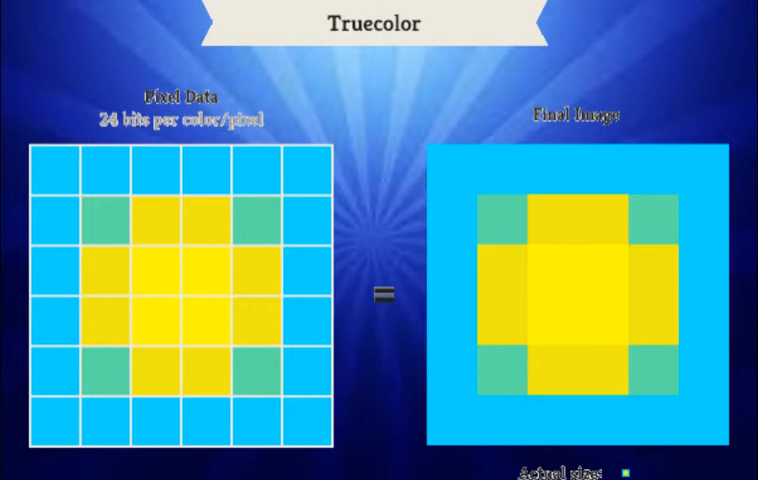 Truecolor
Pixel Data
24 bits per color/pixel
Final Image
=
Actual size: